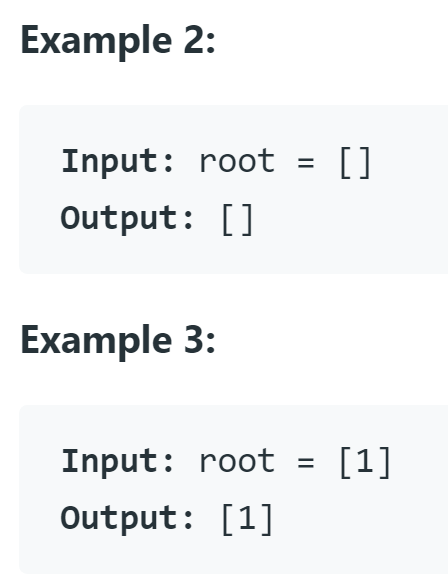 Example 2:
Input: root = []
Output: []
Example 3:
Input: root = [1]
Output: [1]